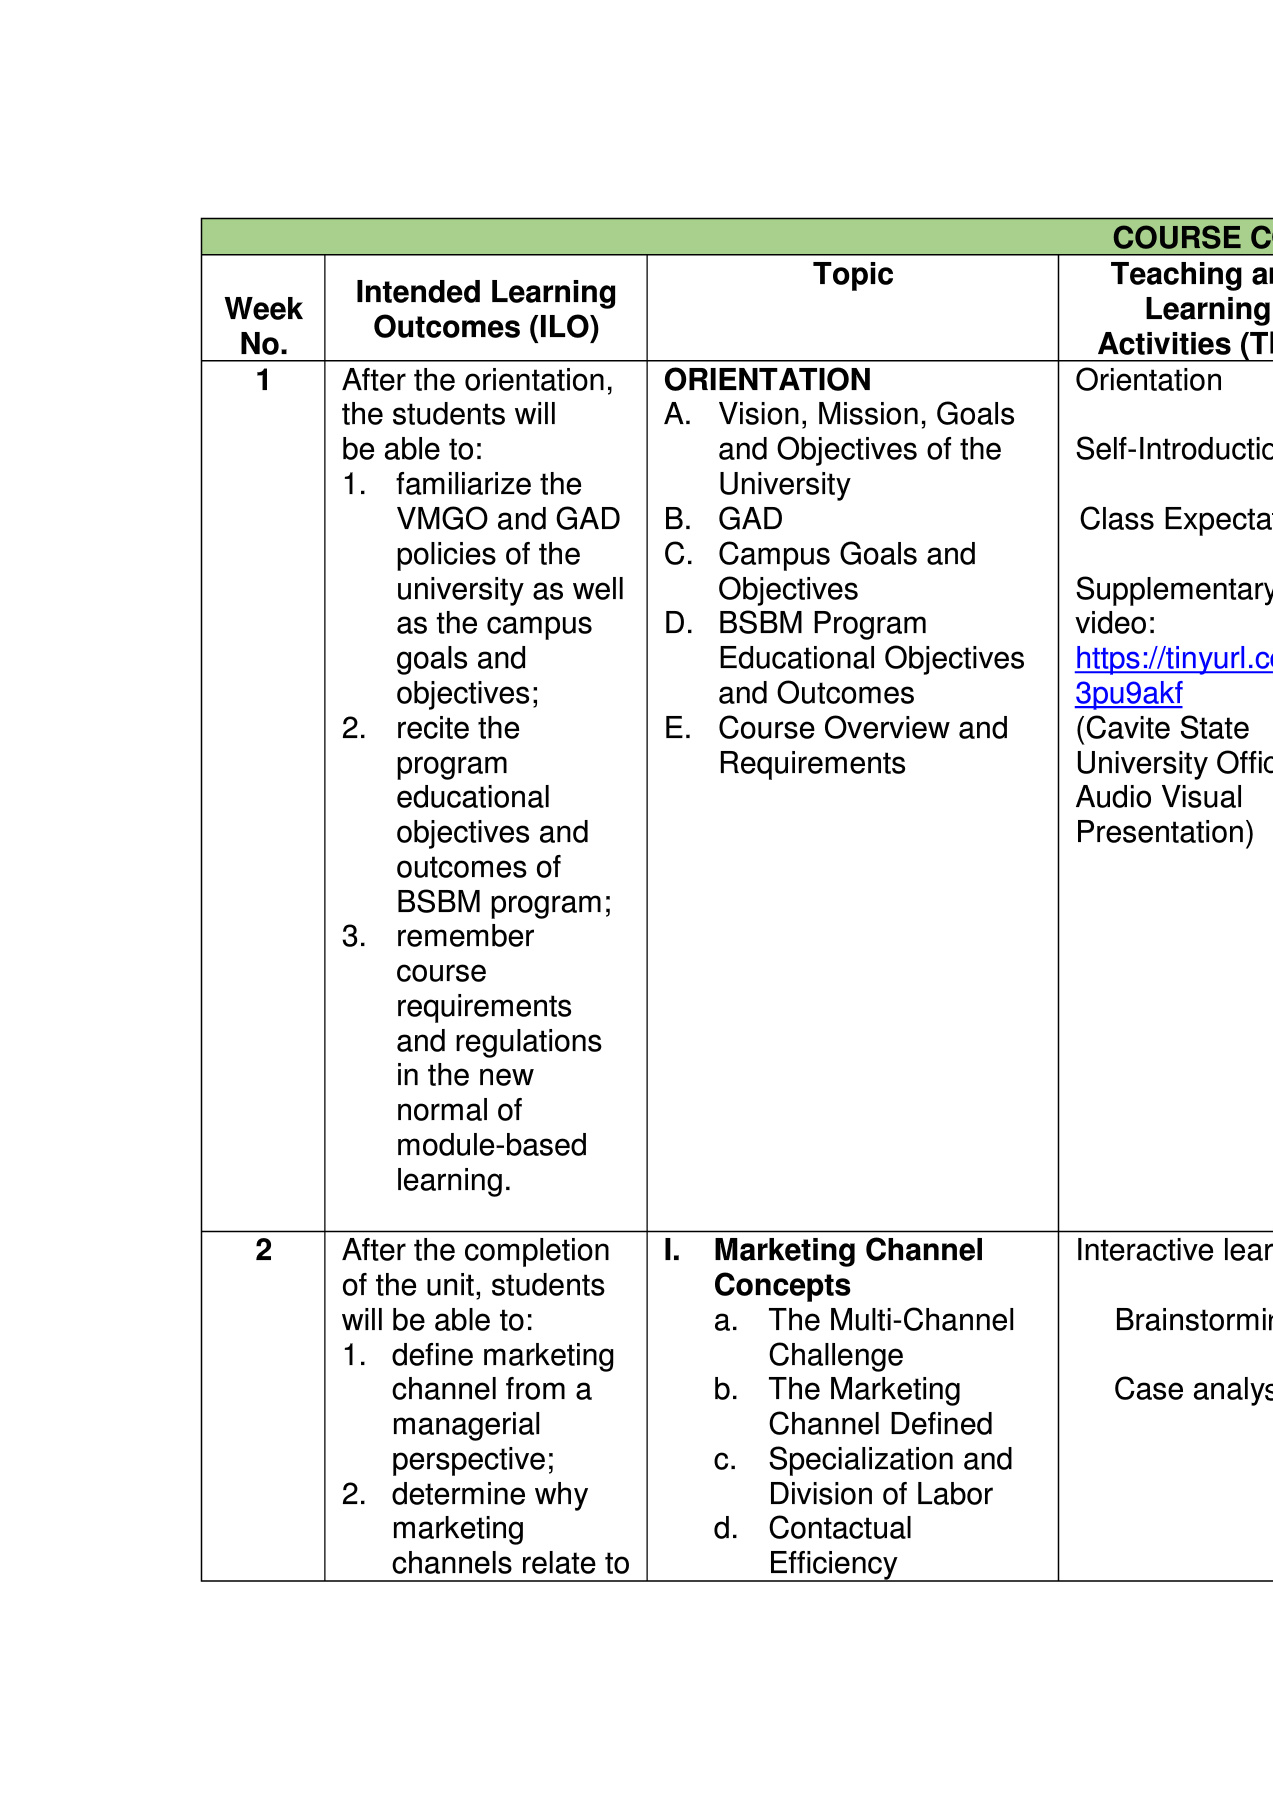 COURSE C
Week
No.
Intended Learning
Outcomes (ILO)
Topic
Teaching a
Learning
Activities (T
1
After the orientation,
the students will
be able to:
1. familiarize the
VMGO and GAD
policies of the
university as well
as the campus
goals and
objectives;
2. recite the
program
educational
objectives and
outcomes of
BSBM program;
3. remember
course
requirements
and regulations
in the new
normal of
module-based
learning.
ORIENTATION
A. Vision, Mission, Goals
and Objectives of the
University
B. GAD
C. Campus Goals and
Objectives
D. BSBM Program
Educational Objectives
and Outcomes
E. Course Overview and
Requirements
Orientation
Self-Introductio
Class Expecta
Supplementary
video:
https://tinyurl.c
3pu9akf
(Cavite State
University Offic
Audio Visual
Presentation)
2
After the completion
of the unit, students
will be able to:
1. define marketing
channel from a
managerial
perspective;
2. determine why
marketing
channels relate to
I. Marketing Channel
Concepts
a. The Multi-Channel
Challenge
b. The Marketing
Channel Defined
c. Specialization and
Division of Labor
d. Contactual
Efficiency
Interactive lear
Brainstormi
Case analys